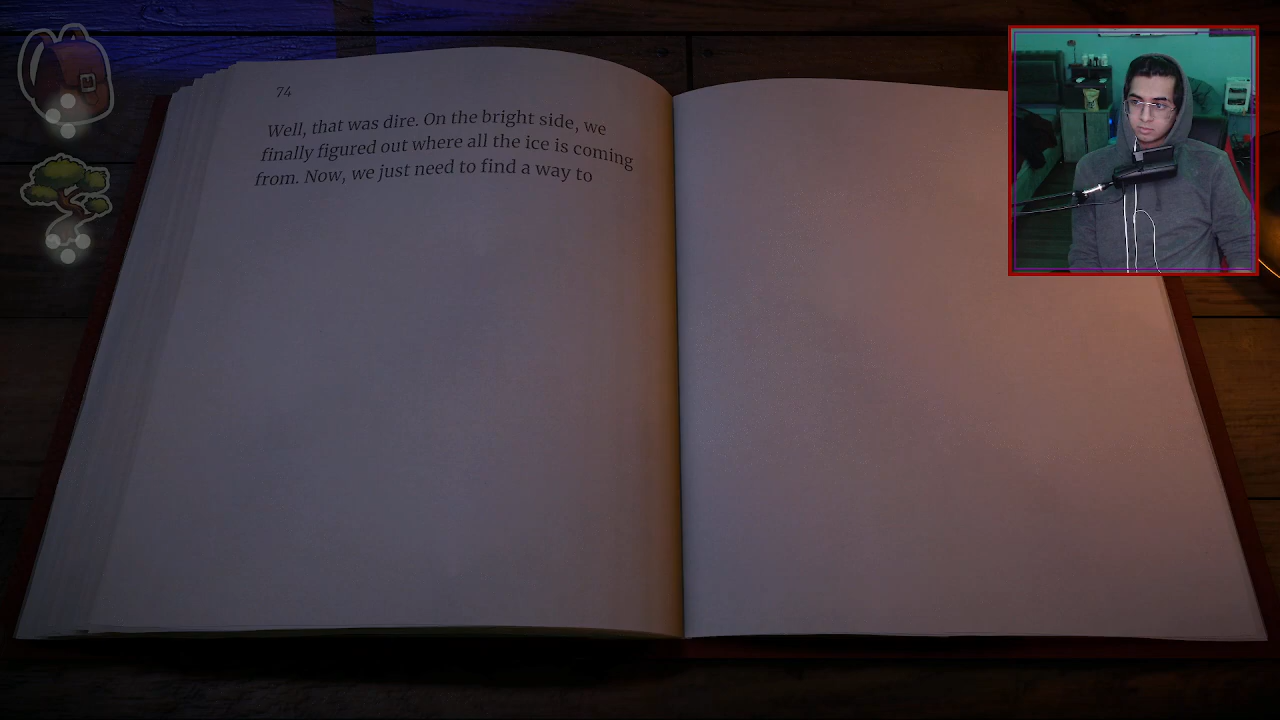 74
Well, that was dire. On the bright side, we
finally figured out where all the ice is coming
from. Now, we just need to find a way to